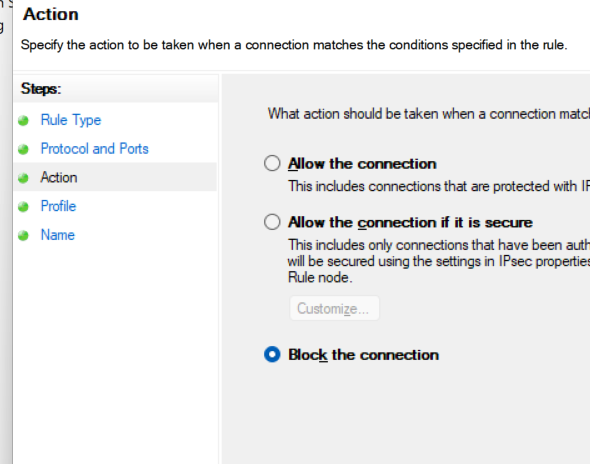 Action
Specify the action to be taken when a connection matches the conditions specified in the rule.
Steps:
Rule Type
Protocol and Ports
Action
Profile
Name
What action should be taken when a connection
Allow the connection
This includes connections that are protected with
Allow the connection if it is secure
This includes only connections that have been
will be secured using the settings in IPsec properties
Rule node.
Customize...
Block the connection